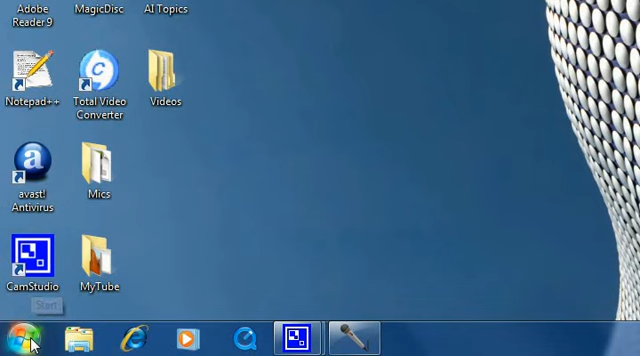 Adobe
Reader 9
MagicDisc
AI Topics
Notepad++
Total Video
Converter
Videos
avast!
Antivirus
Mics
CamStudio
MyTube
Start